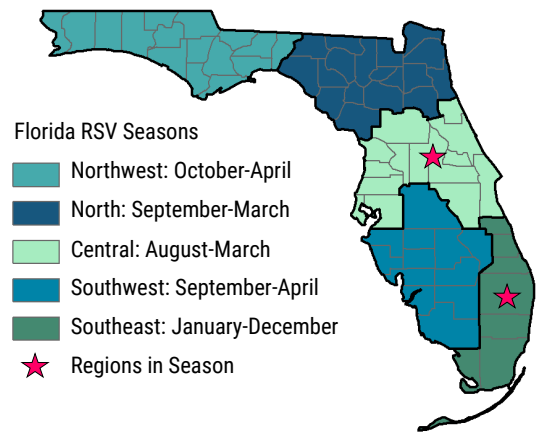 Florida RSV Seasons
Northwest: October-April
North: September-March
Central: August-March
Southwest: September-April
Southeast: January-December
Regions in Season